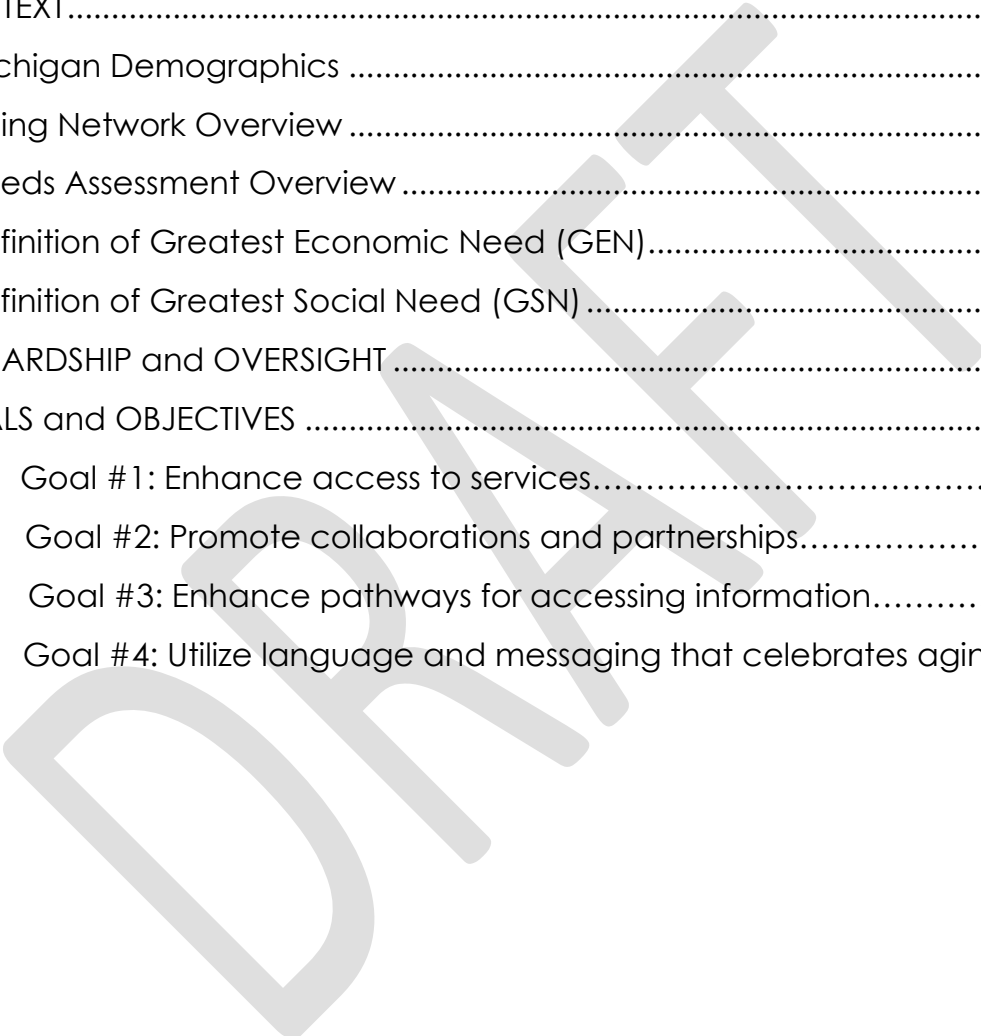 TEXT
chigan Demographics
ing Network Overview
eds Assessment Overview
finition of Greatest Economic Need (GEN)
finition of Greatest Social Need (GSN)
ARDSHIP and OVERSIGHT
LS and OBJECTIVES
Goal #1: Enhance access to services
Goal #2: Promote collaborations and partnerships
Goal #3: Enhance pathways for accessing information
Goal #4: Utilize language and messaging that celebrates agin
DRAFT